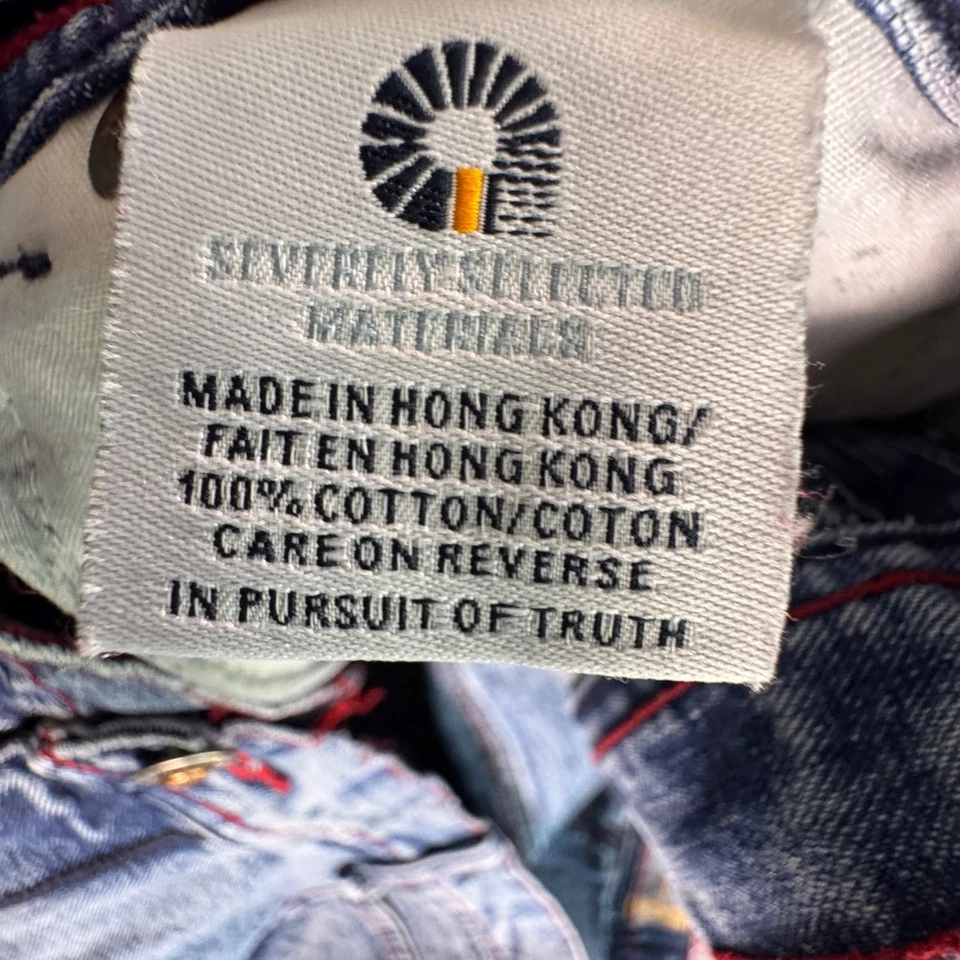 SEVERELY SELECTED
MATERIALS
MADE IN HONG KONG/
FAIT EN HONG KONG
100% COTTON/COTON
CARE ON REVERSE
IN PURSUIT OF TRUTH